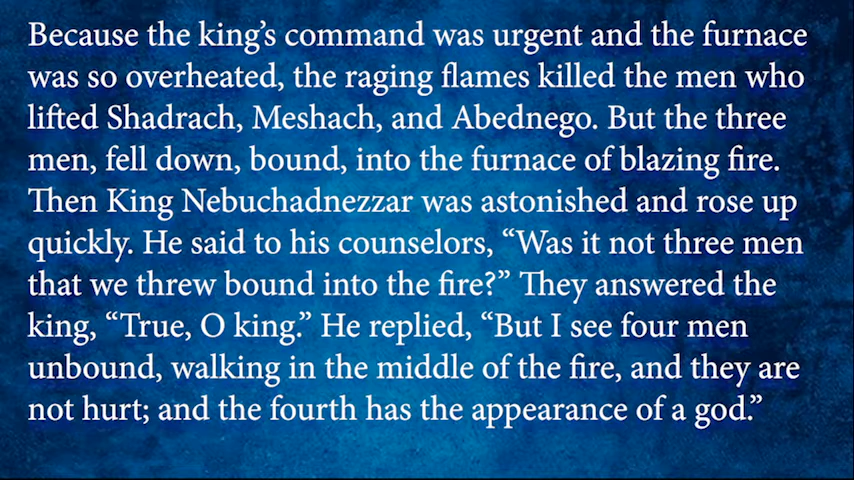 Because the king’s command was urgent and the furnace
was so overheated, the raging flames killed the men who
lifted Shadrach, Meshach, and Abednego. But the three
men, fell down, bound, into the furnace of blazing fire.
Then King Nebuchadnezzar was astonished and rose up
quickly. He said to his counselors, “Was it not three men
that we threw bound into the fire?” They answered the
king, “True, O king.” He replied, “But I see four men
unbound, walking in the middle of the fire, and they are
not hurt; and the fourth has the appearance of a god.”